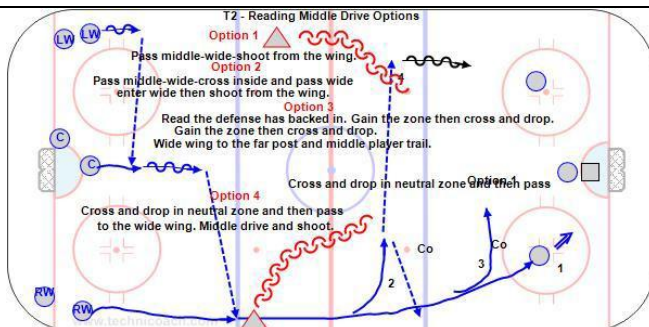 T2 - Reading Middle Drive Options
LW
LW
Option 1
Pass middle-wide-shoot from the wing.
Option 2
Pass middle-wide-cross inside and pass wide
enter wide then shoot from the wing.
4
Option 3
Read the defense has backed in. Gain the zone then cross and drop.
Gain the zone then cross and drop.
Wide wing to the far post and middle player trail.
C
C
Option 1
Cross and drop in neutral zone and then pass
Option 4
Cross and drop in neutral zone and then pass
to the wide wing. Middle drive and shoot.
Co
Co
3
1
2
RW
RW
www.technicoach.com